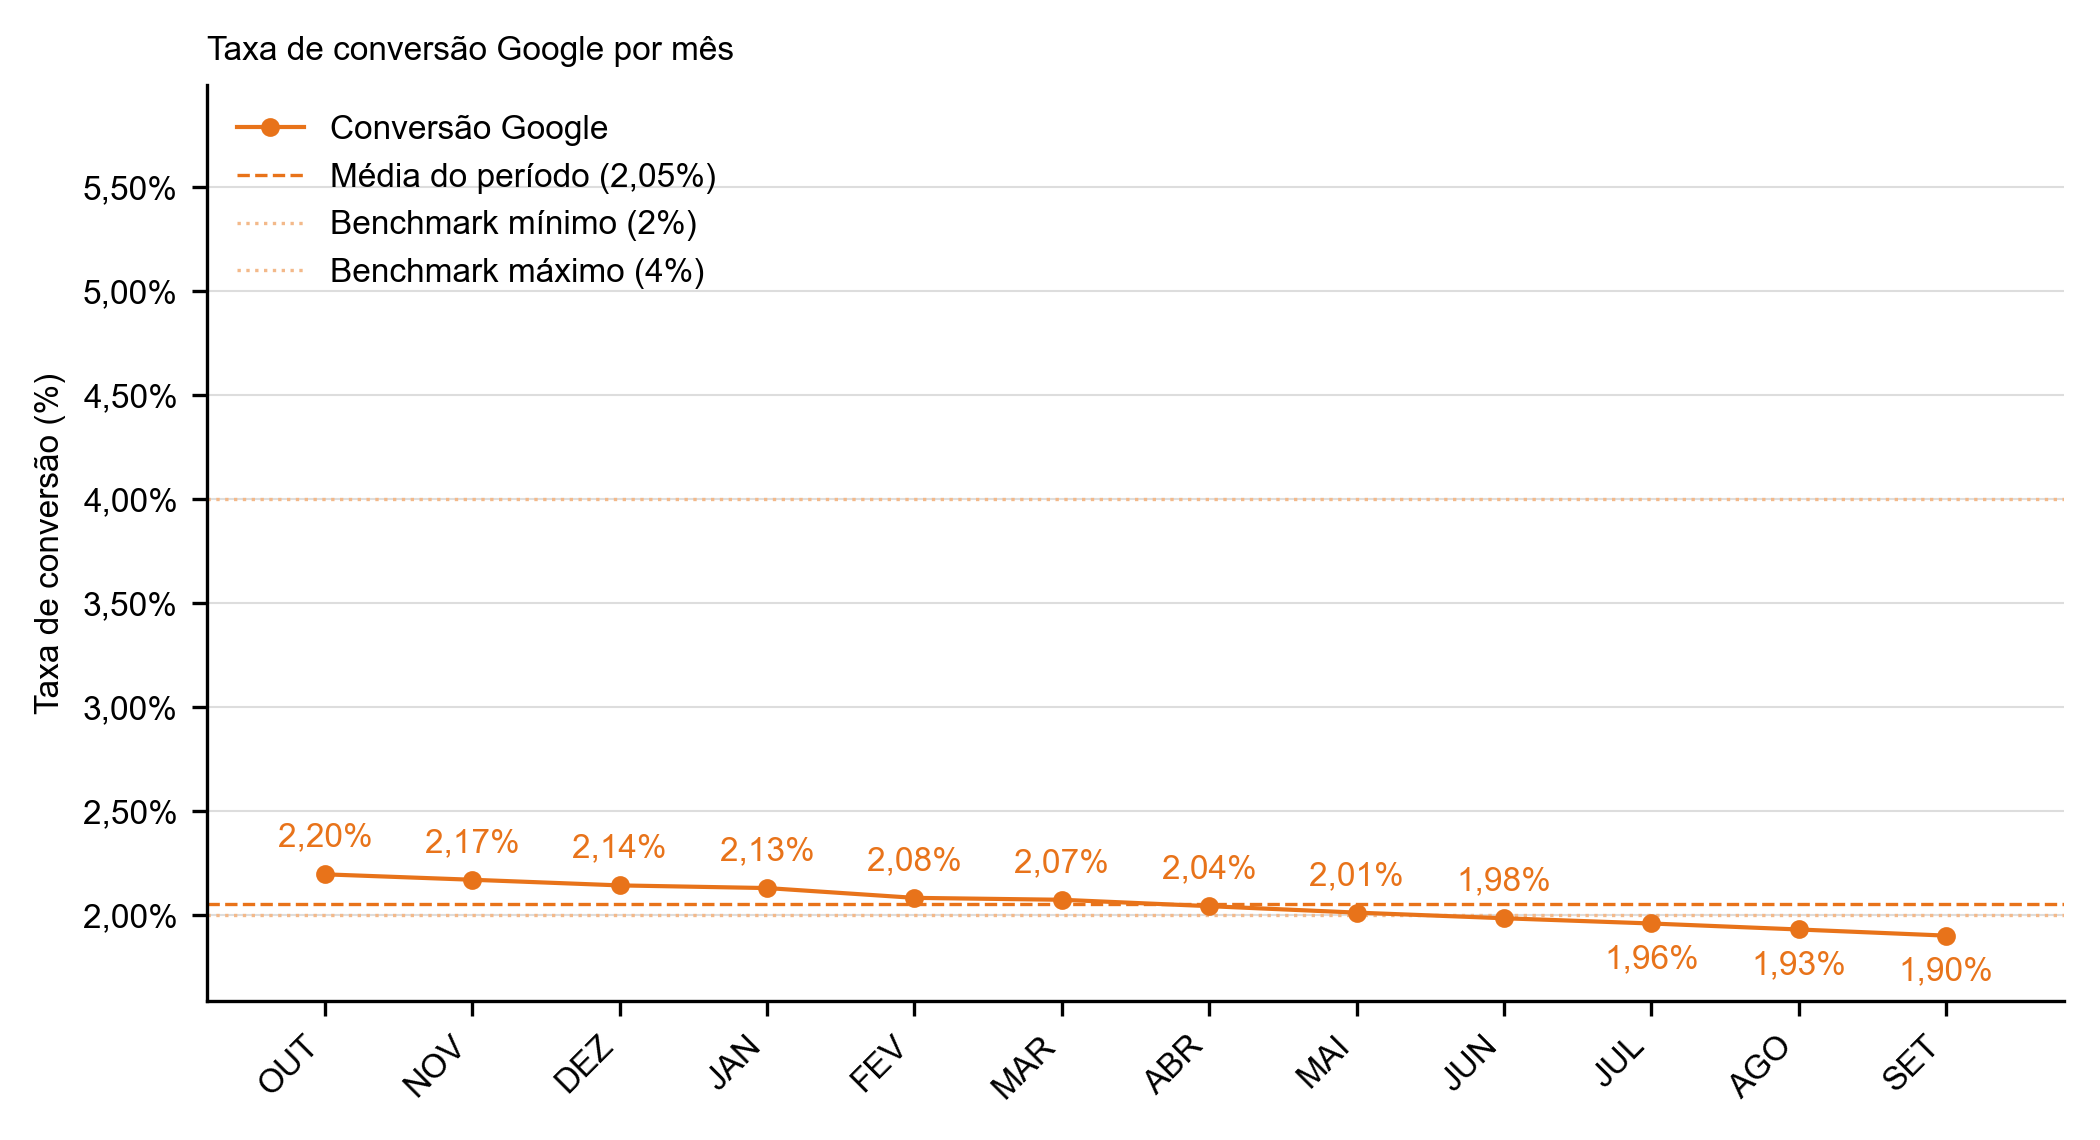 Taxa de conversão Google por mês
Conversão Google
Média do período (2,05%)
Benchmark mínimo (2%)
Benchmark máximo (4%)
Taxa de conversão (%)
5,50%
5,00%
4,50%
4,00%
3,50%
3,00%
2,50%
2,00%
2,20%
2,17%
2,14%
2,13%
2,08%
2,07%
2,04%
2,01%
1,98%
1,96%
1,93%
1,90%
OUT
NOV
DEZ
JAN
FEV
MAR
ABR
MAI
JUN
JUL
AGO
SET